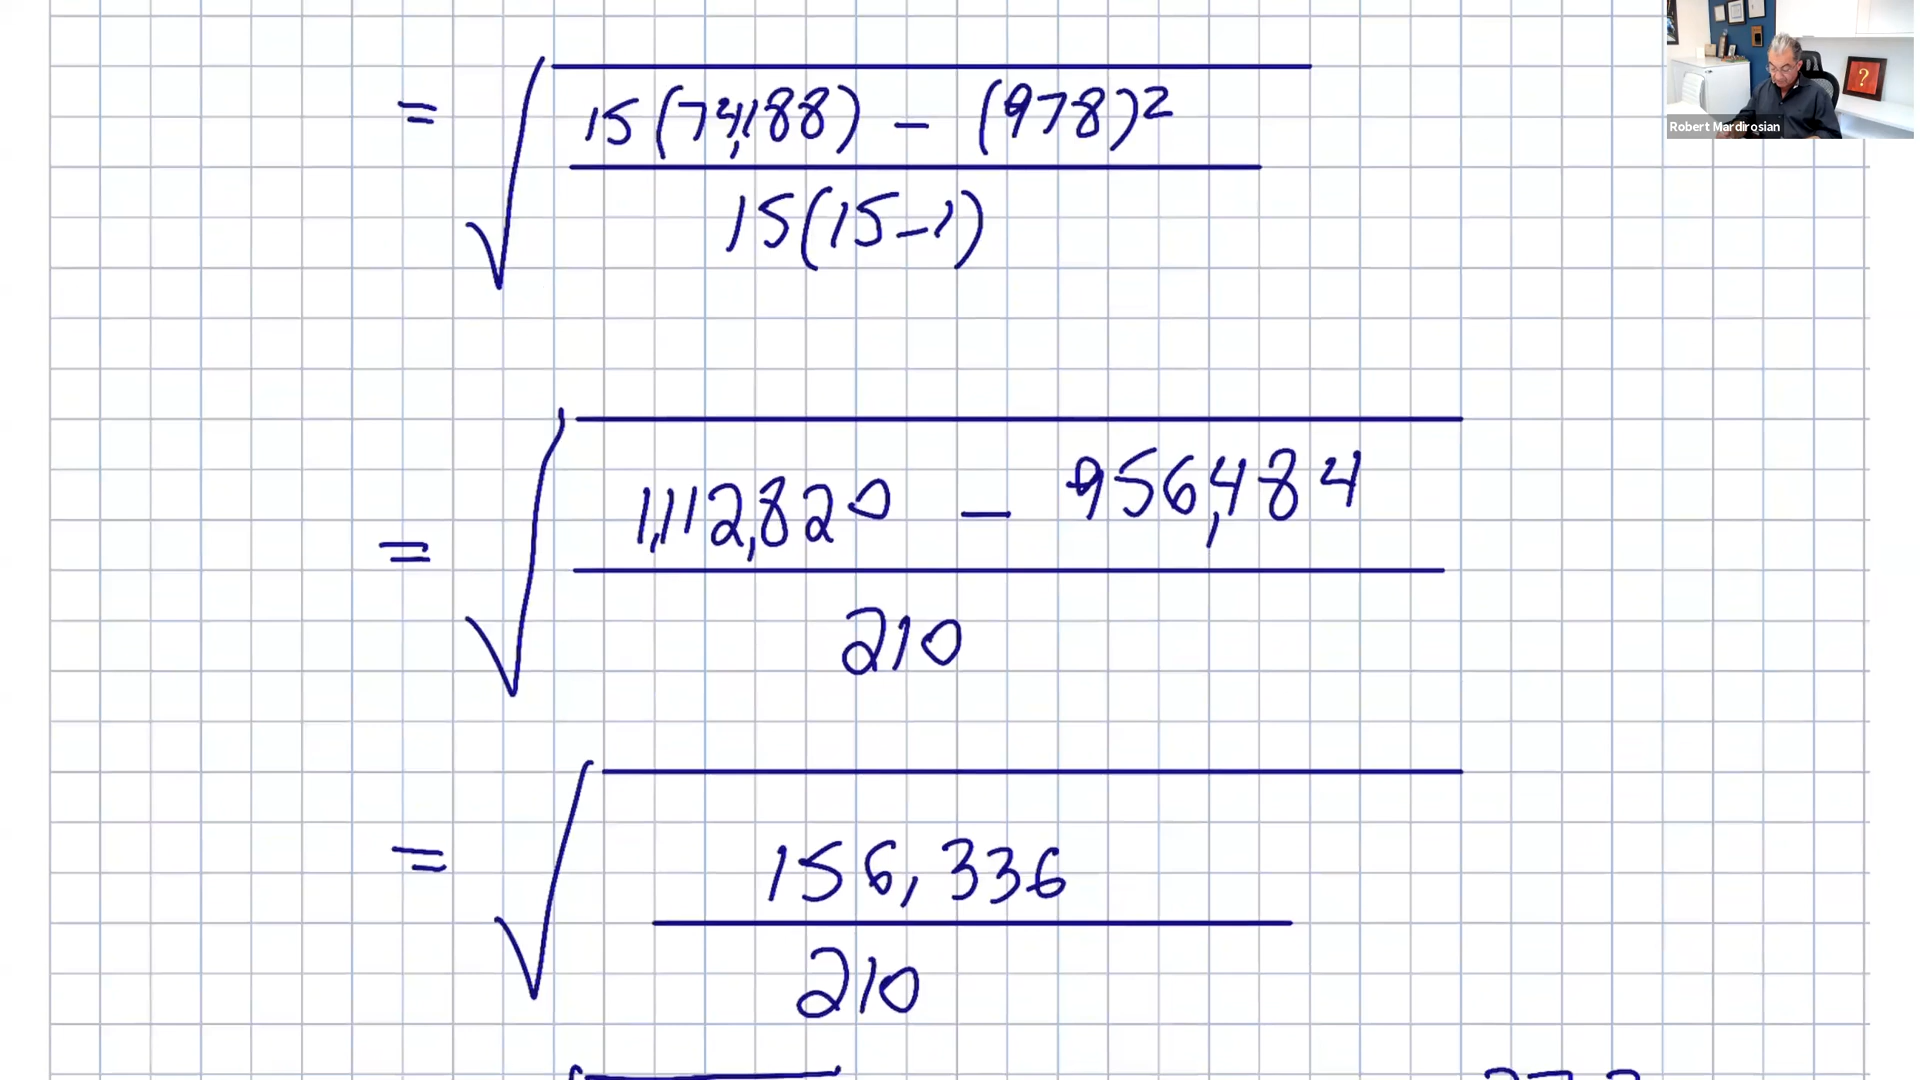 = √ 15(74,188) - (978)²
15(15-1)
= √ 1,112,820 - 956,484
210
= √ 156,336
210
?
Robert Mardirosian